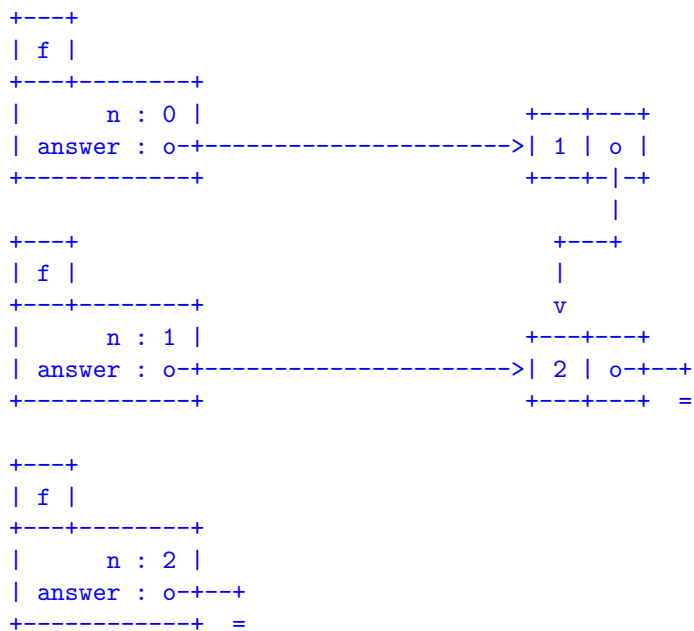 +---+
| f |
+---+---------+
|      n : 0 |                      +---+---+
| answer : o-+--------------------->| 1 | o |
+------------+                      +---+-|-+
                                          |
+---+                                 +---+
| f |                                 |
+---+---------+                       v
|      n : 1 |                      +---+---+
| answer : o-+--------------------->| 2 | o-+--+
+------------+                      +---+---+  =

+---+
| f |
+---+--------+
|      n : 2 |
| answer : o-+--+
+------------+  =